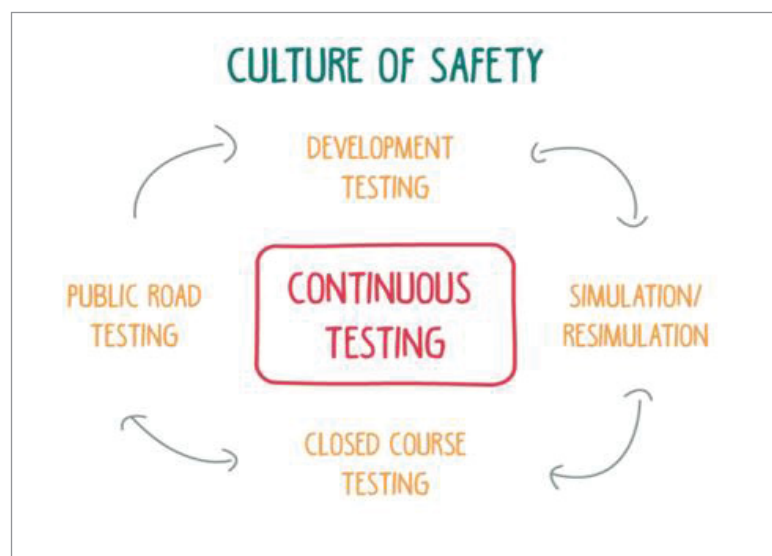 CULTURE OF SAFETY
DEVELOPMENT
TESTING
PUBLIC ROAD
TESTING
CONTINUOUS
TESTING
SIMULATION/
RESIMULATION
CLOSED COURSE
TESTING